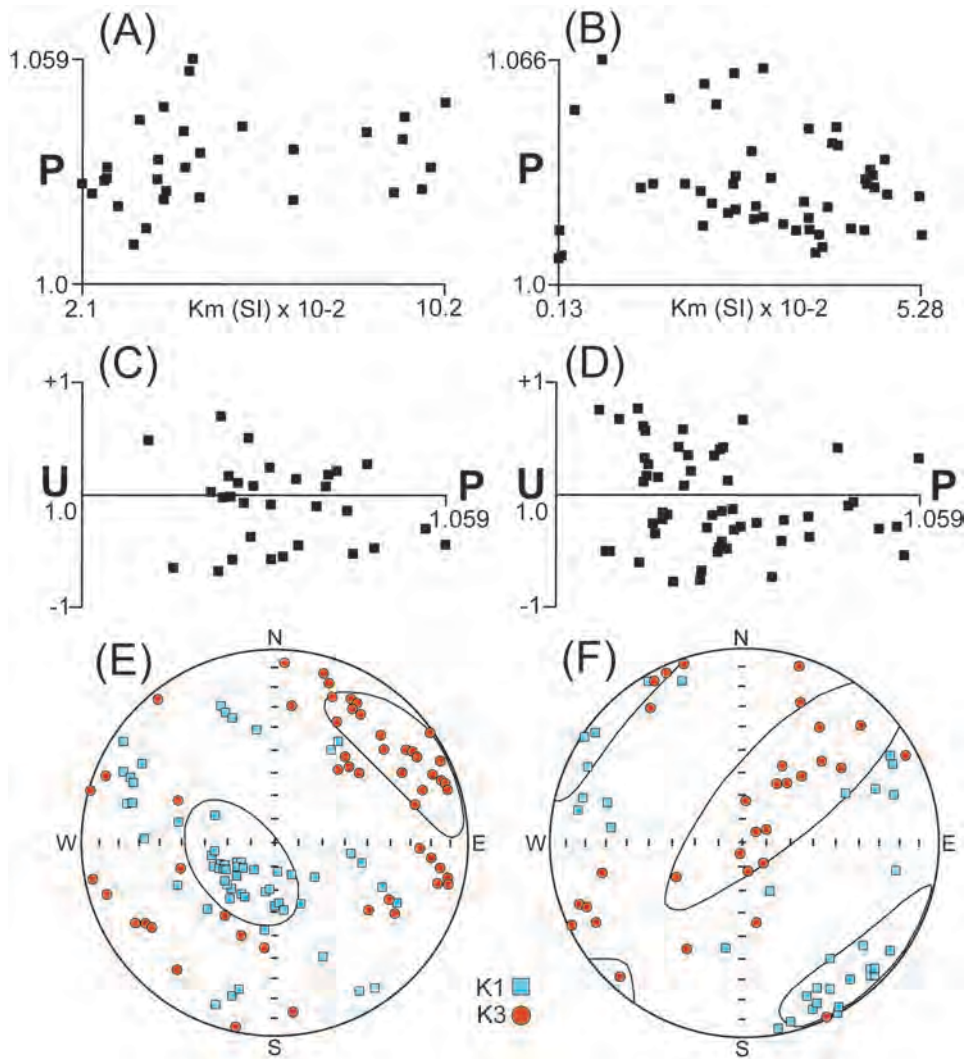 (A)
1.059
P
1.0
2.1 Km (SI) x 10-2 10.2
(B)
1.066
P
1.0
0.13 Km (SI) x 10-2 5.28
(C)
+1
U P
1.0 1.059
-1
(D)
+1
U P
1.0 1.059
-1
(E)
N
W E
S
(F)
N
W E
S
K1
K3